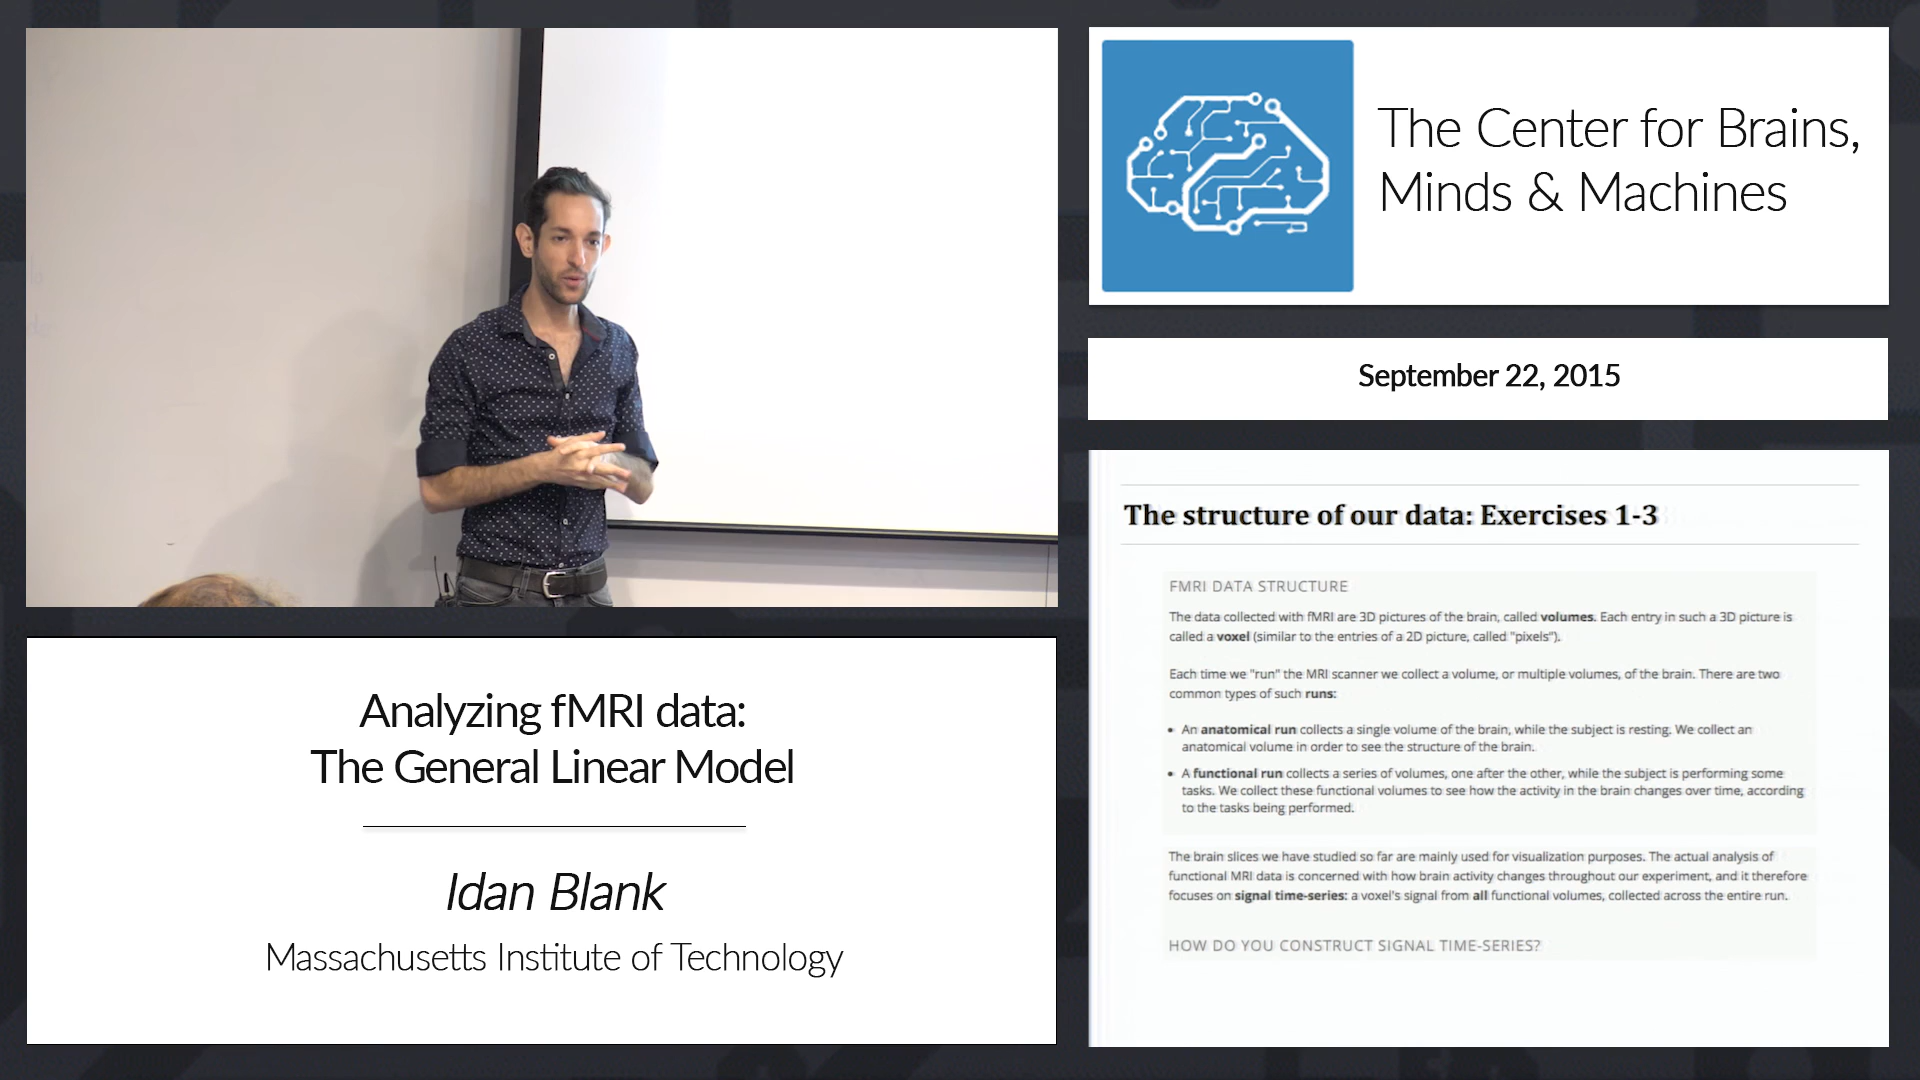 The Center for Brains,
Minds & Machines
September 22, 2015
Analyzing fMRI data:
The General Linear Model
Idan Blank
Massachusetts Institute of Technology
The structure of our data: Exercises 1-3
FMRI DATA STRUCTURE
The data collected with fMRI are 3D pictures of the brain, called volumes. Each entry in such a 3D picture is
called a voxel (similar to the entries of a 2D picture, called "pixels").
Each time we "run" the MRI scanner we collect a volume, or multiple volumes, of the brain. There are two
common types of such runs:
• An anatomical run collects a single volume of the brain, while the subject is resting. We collect an
anatomical volume in order to see the structure of the brain.
• A functional run collects a series of volumes, one after the other, while the subject is performing some
tasks. We collect these functional volumes to see how the activity in the brain changes over time, according
to the tasks being performed.
The brain slices we have studied so far are mainly used for visualization purposes. The actual analysis of
functional MRI data is concerned with how brain activity changes throughout our experiment, and it therefore
focuses on signal time-series: a voxel's signal from all functional volumes, collected across the entire run.
HOW DO YOU CONSTRUCT SIGNAL TIME-SERIES?